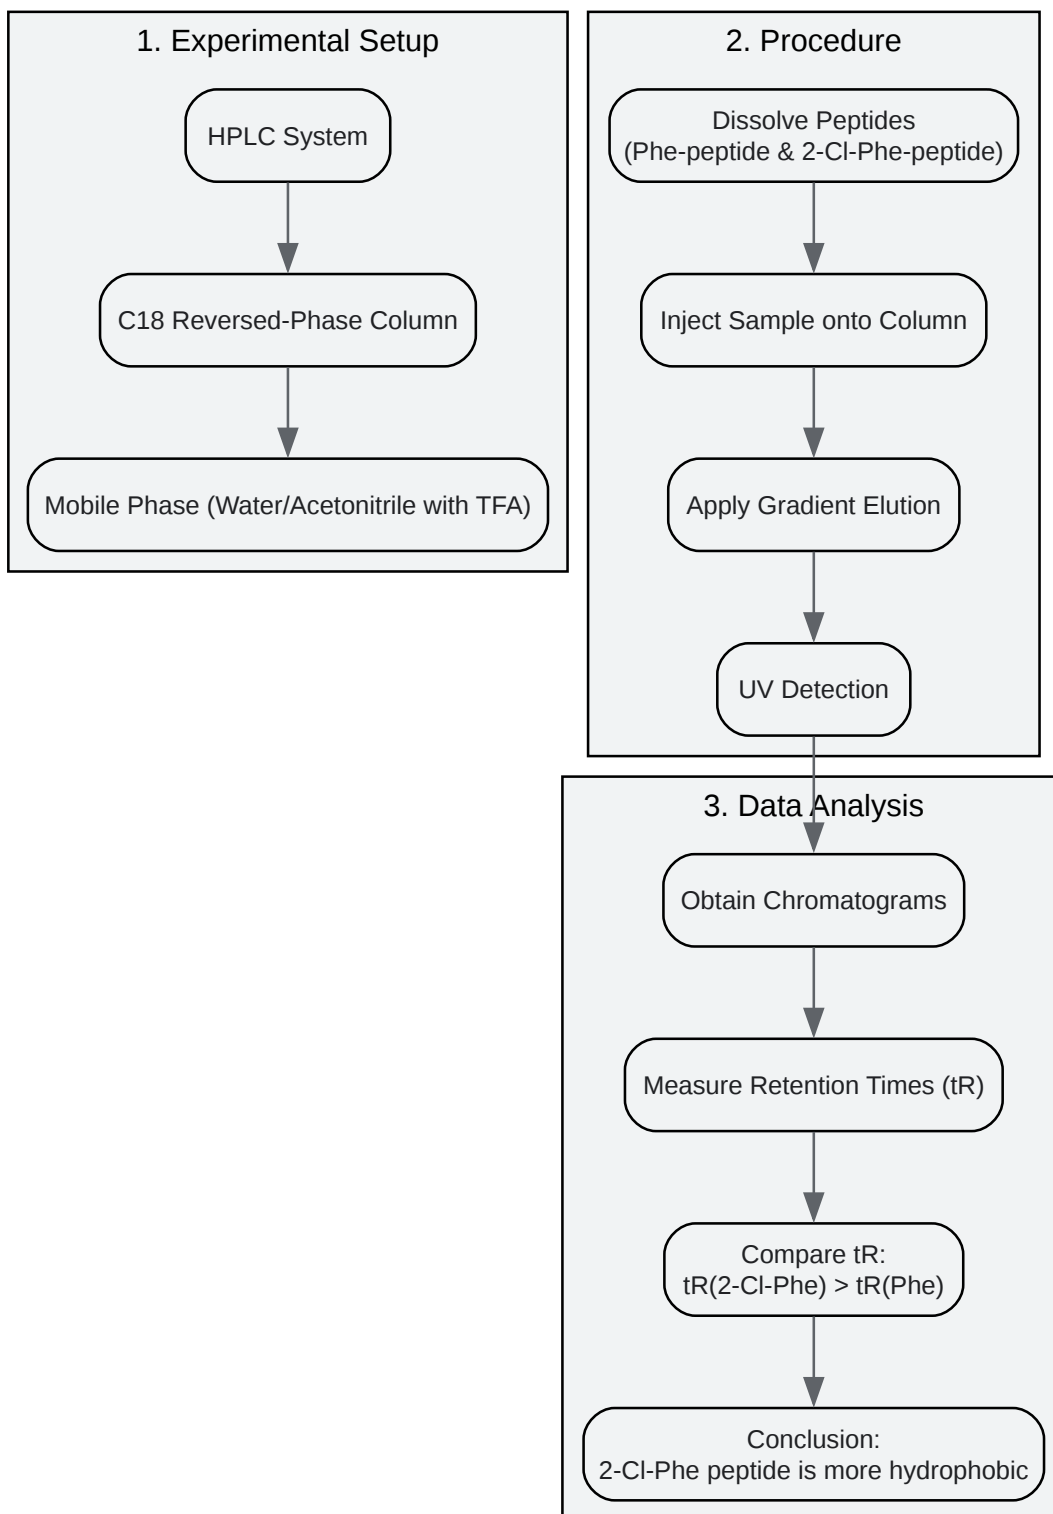 1. Experimental Setup
HPLC System
C18 Reversed-Phase Column
Mobile Phase (Water/Acetonitrile with TFA)
2. Procedure
Dissolve Peptides
(Phe-peptide & 2-Cl-Phe-peptide)
Inject Sample onto Column
Apply Gradient Elution
UV Detection
3. Data Analysis
Obtain Chromatograms
Measure Retention Times (tR)
Compare tR:
tR(2-Cl-Phe) > tR(Phe)
Conclusion:
2-Cl-Phe peptide is more hydrophobic